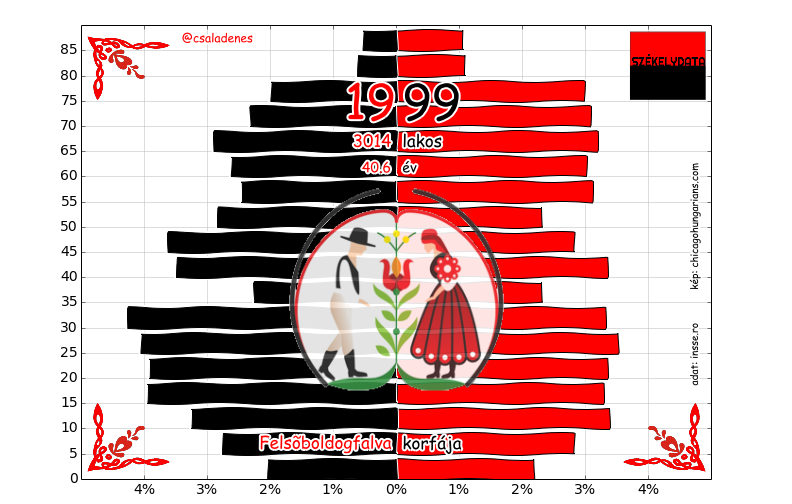 @csaladenes
SZÉKELYDATA
1999
3014 lakos
40.6 év
kép: chicagohungarians.com
adat: insse.ro
Felsőboldogfalva korfája
85
80
75
70
65
60
55
50
45
40
35
30
25
20
15
10
5
0
4% 3% 2% 1% 0% 1% 2% 3% 4%